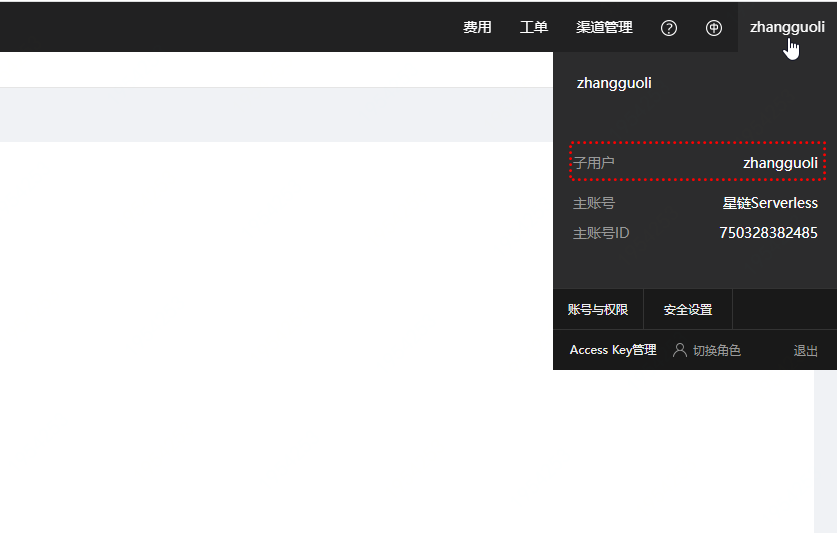 费用 工单 渠道管理 ? 中 zhangguoli
zhangguoli
子用户 zhangguoli
主账号 星链Serverless
主账号ID 750328382485
账号与权限 安全设置
Access Key管理 切换角色 退出